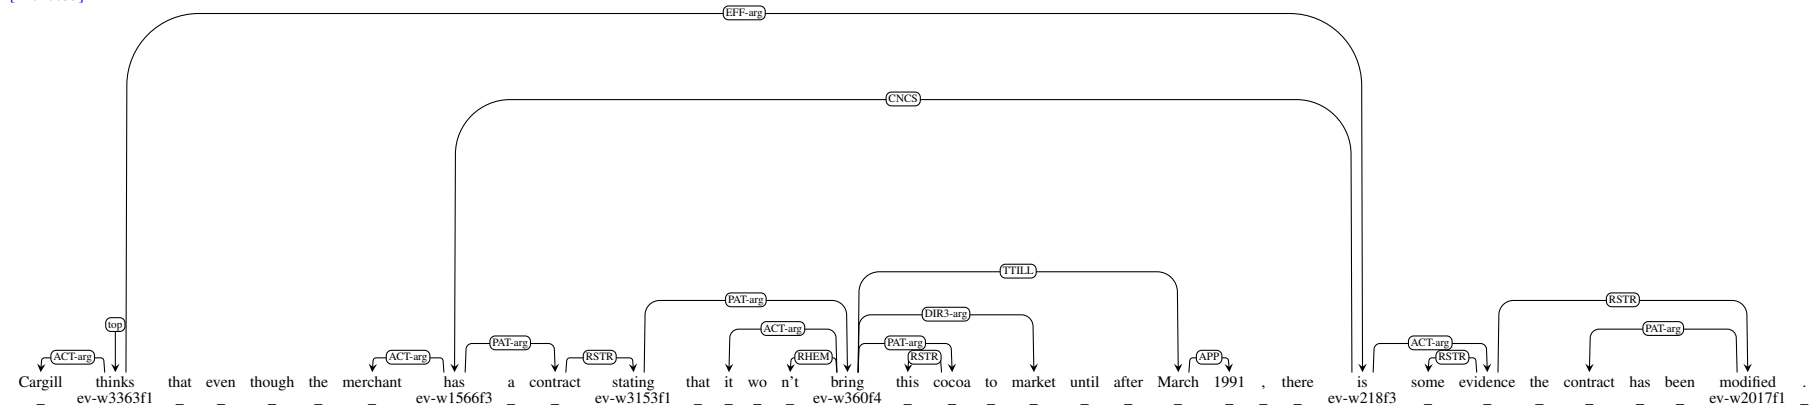 EFF-arg
CNCS
TTILL
PAT-arg RSTR
DIR3-arg
top ACT-arg PAT-arg
PAT-arg PAT-arg ACT-arg
ACT-arg ACT-arg RSTR RHEM RSTR APP RSTR
Cargill thinks that even though the merchant has a contract stating that it wo n't bring this cocoa to market until after March 1991 , there is some evidence the contract has been modified .
_ ev-w3363f1 _ _ _ _ _ ev-w1566f3 _ _ ev-w3153f1 _ _ _ _ ev-w360f4 _ _ _ _ _ _ _ _ _ _ ev-w218f3 _ _ _ _ _ _ ev-w2017f1 _